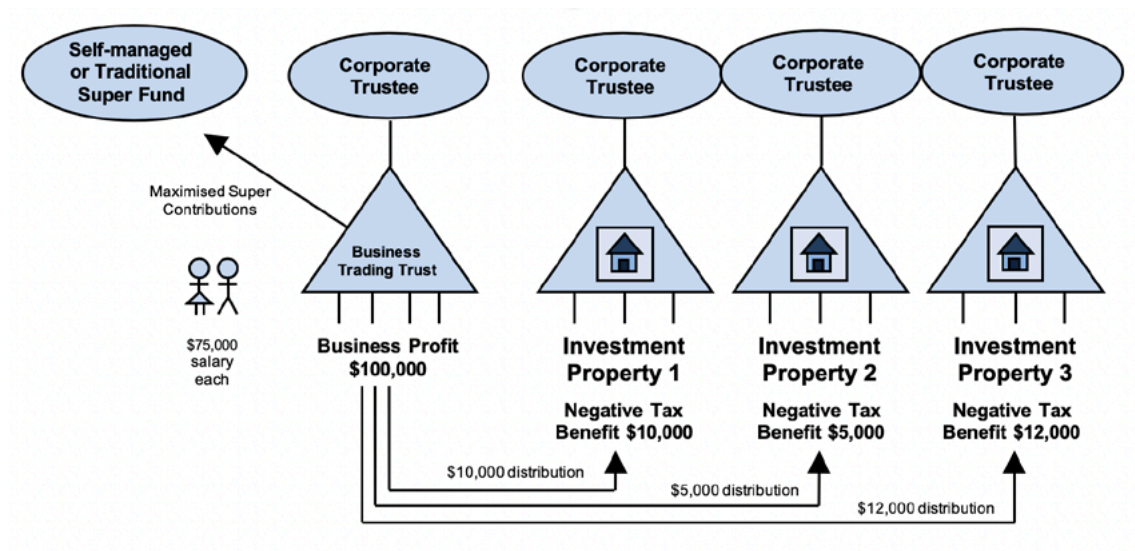 Self-managed
or Traditional
Super Fund
Corporate
Trustee
Corporate
Trustee
Corporate
Trustee
Corporate
Trustee
Maximised Super
Contributions
Business
Trading Trust
$75,000
salary
each
Business Profit
$100,000
Investment
Property 1
Negative Tax
Benefit $10,000
Investment
Property 2
Negative Tax
Benefit $5,000
Investment
Property 3
Negative Tax
Benefit $12,000
$10,000 distribution
$5,000 distribution
$12,000 distribution